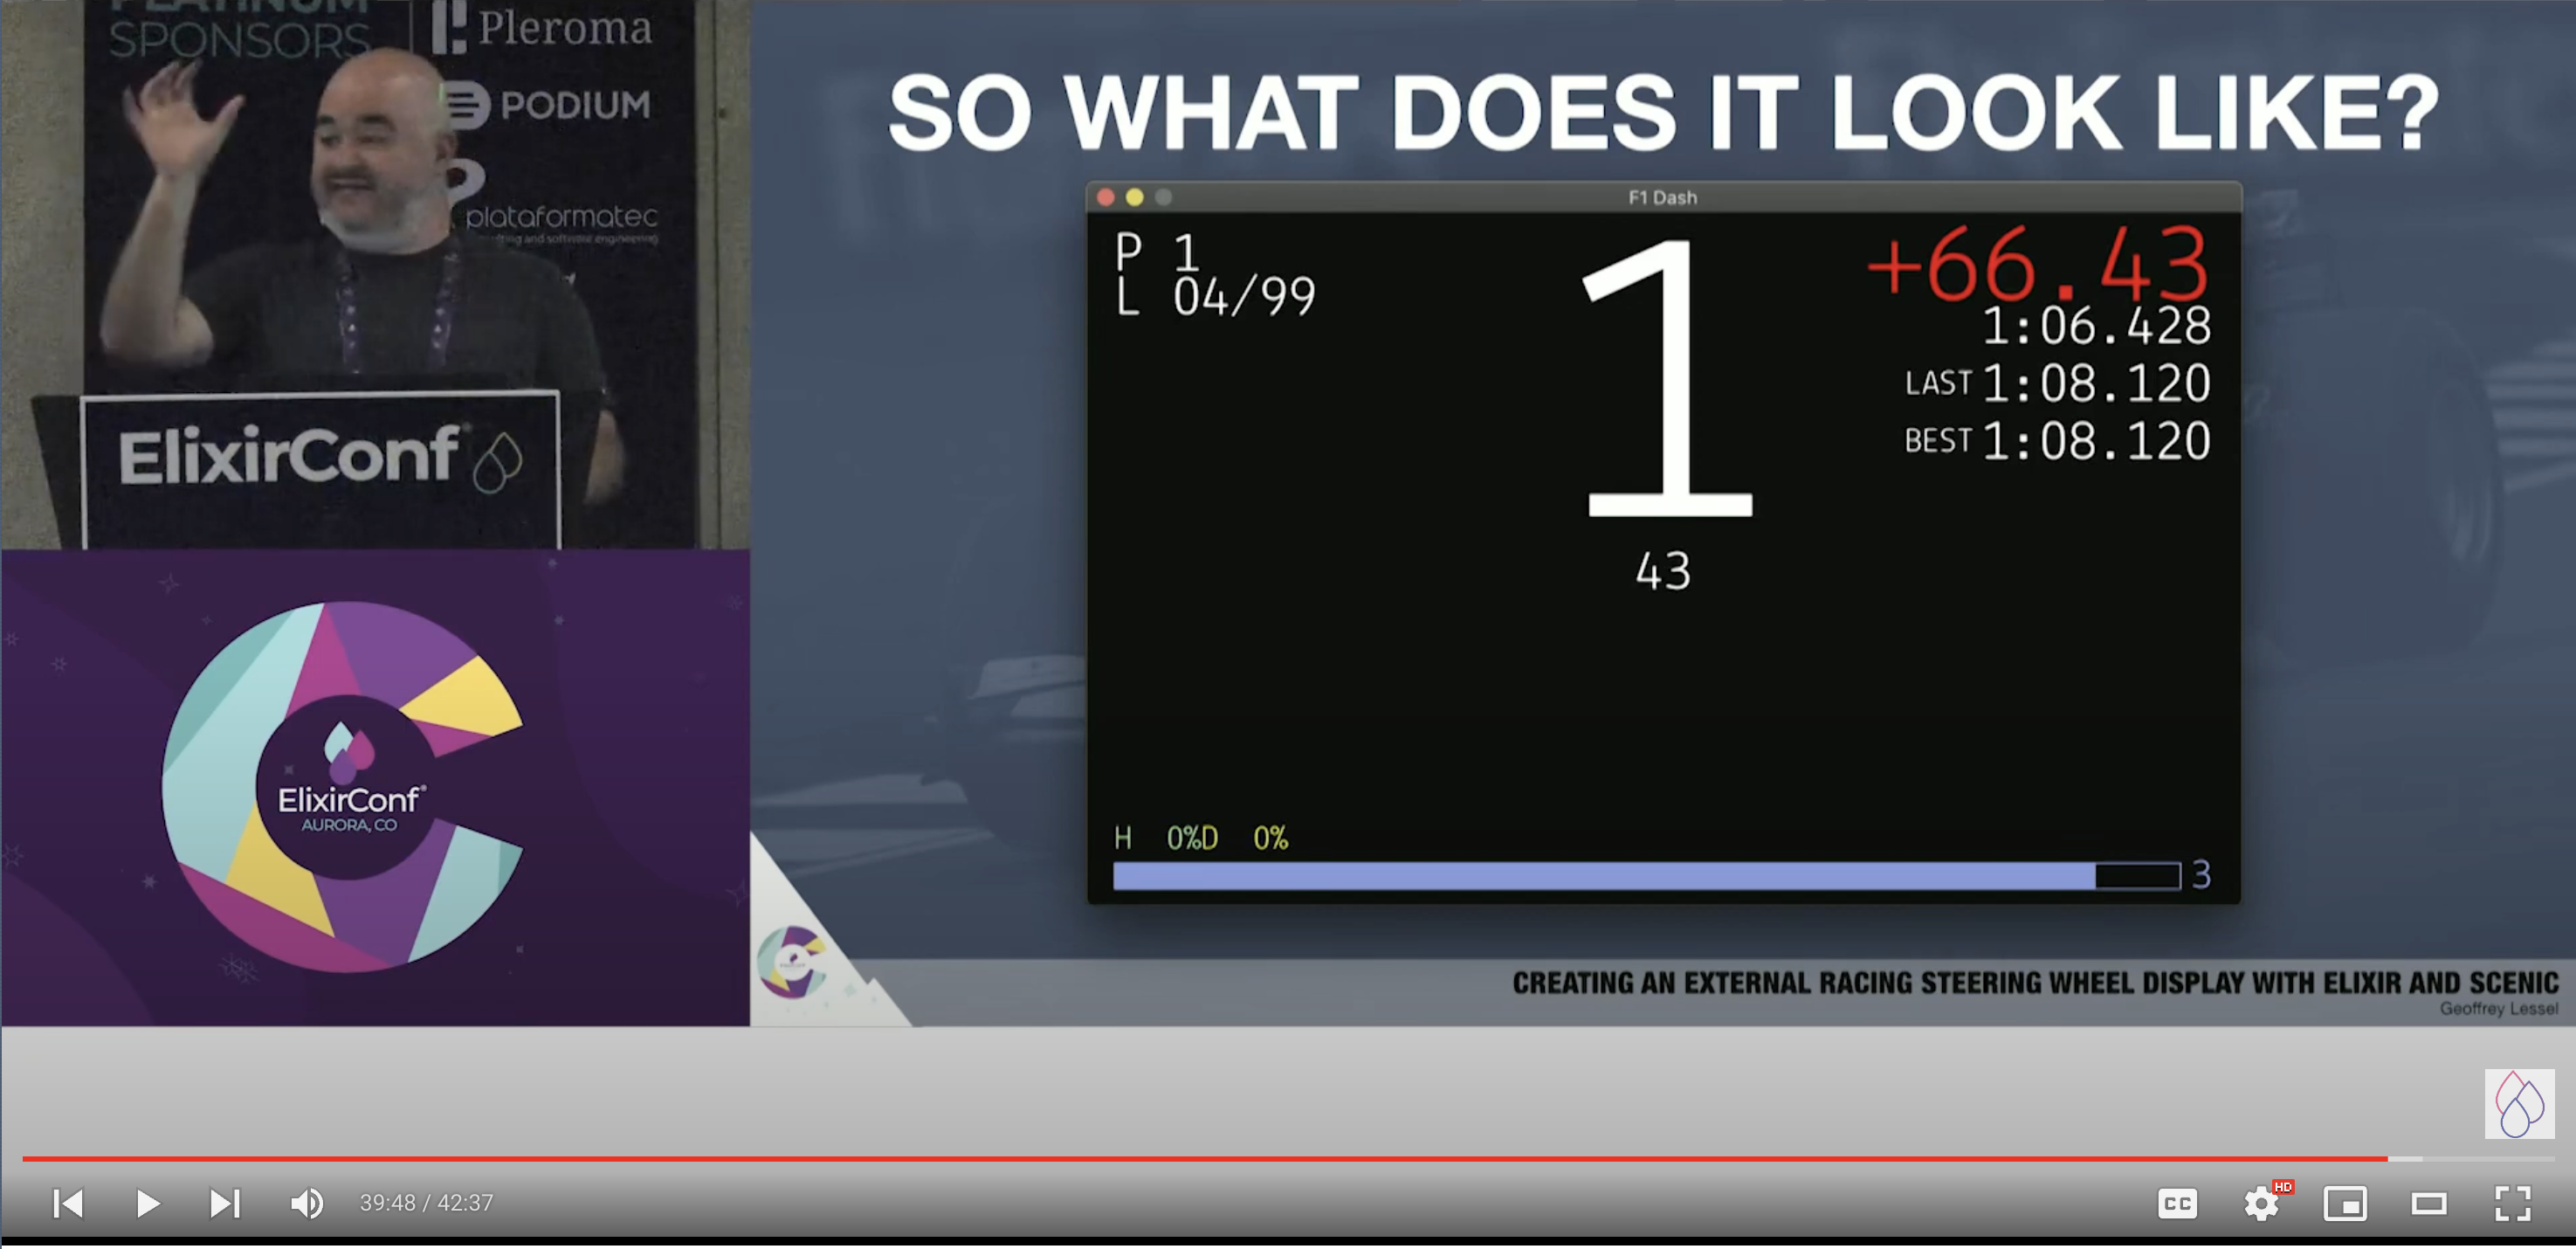 PLATINUM
SPONSORS
Pleroma
PODIUM
plataformatec
and software engineering
ElixirConf
SO WHAT DOES IT LOOK LIKE?
F1 Dash
P 1
L 04/99
1
43
+66.43
1:06.428
LAST 1:08.120
BEST 1:08.120
H 0%D 0%
3
ElixirConf®
AURORA, CO
CREATING AN EXTERNAL RACING STEERING WHEEL DISPLAY WITH ELIXIR AND SCENIC
Geoffrey Lessel
39:48 / 42:37
CC
HD